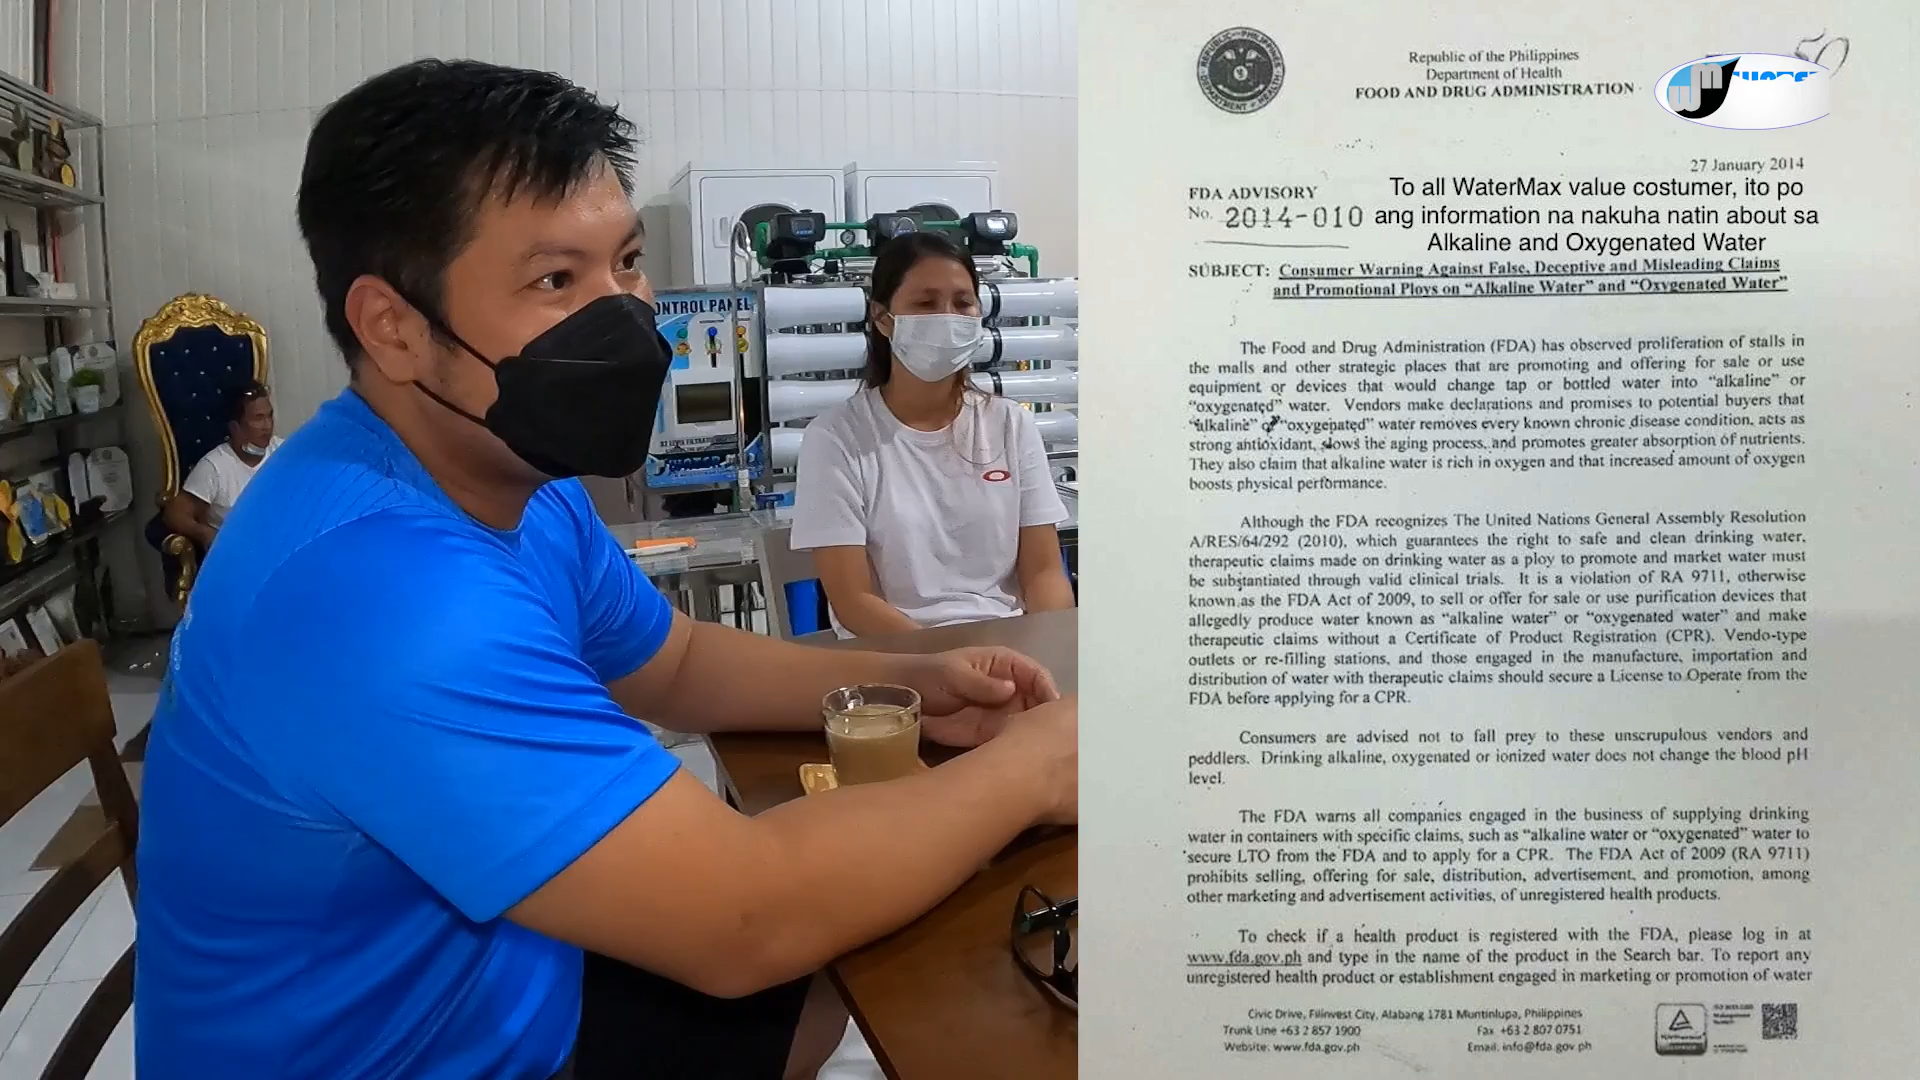 CONTROL PANEL
WATER
REPUBLIC OF THE PHILIPPINES
DEPARTMENT OF HEALTH
Republic of the Philippines
Department of Health
FOOD AND DRUG ADMINISTRATION
50
WM
27 January 2014
FDA ADVISORY
No. 2014-010
To all WaterMax value costumer, ito po
ang information na nakuha natin about sa
Alkaline and Oxygenated Water
SUBJECT: Consumer Warning Against False, Deceptive and Misleading Claims
and Promotional Ploys on “Alkaline Water” and “Oxygenated Water”
The Food and Drug Administration (FDA) has observed proliferation of stalls in
the malls and other strategic places that are promoting and offering for sale or use
equipment or devices that would change tap or bottled water into “alkaline” or
“oxygenated” water. Vendors make declarations and promises to potential buyers that
“alkaline” or “oxygenated” water removes every known chronic disease condition, acts as
strong antioxidant, slows the aging process, and promotes greater absorption of nutrients.
They also claim that alkaline water is rich in oxygen and that increased amount of oxygen
boosts physical performance.
Although the FDA recognizes The United Nations General Assembly Resolution
A/RES/64/292 (2010), which guarantees the right to safe and clean drinking water,
therapeutic claims made on drinking water as a ploy to promote and market water must
be substantiated through valid clinical trials. It is a violation of RA 9711, otherwise
known as the FDA Act of 2009, to sell or offer for sale or use purification devices that
allegedly produce water known as “alkaline water” or “oxygenated water” and make
therapeutic claims without a Certificate of Product Registration (CPR). Vendo-type
outlets or re-filling stations, and those engaged in the manufacture, importation and
distribution of water with therapeutic claims should secure a License to Operate from the
FDA before applying for a CPR.
Consumers are advised not to fall prey to these unscrupulous vendors and
peddlers. Drinking alkaline, oxygenated or ionized water does not change the blood pH
level.
The FDA warns all companies engaged in the business of supplying drinking
water in containers with specific claims, such as “alkaline water or “oxygenated” water to
secure LTO from the FDA and to apply for a CPR. The FDA Act of 2009 (RA 9711)
prohibits selling, offering for sale, distribution, advertisement, and promotion, among
other marketing and advertisement activities, of unregistered health products.
To check if a health product is registered with the FDA, please log in at
www.fda.gov.ph and type in the name of the product in the Search bar. To report any
unregistered health product or establishment engaged in marketing or promotion of water
Civic Drive, Filinvest City, Alabang 1781 Muntinlupa, Philippines
Trunk Line +63 2 857 1900 Fax +63 2 807 0751
Website: www.fda.gov.ph Email: info@fda.gov.ph